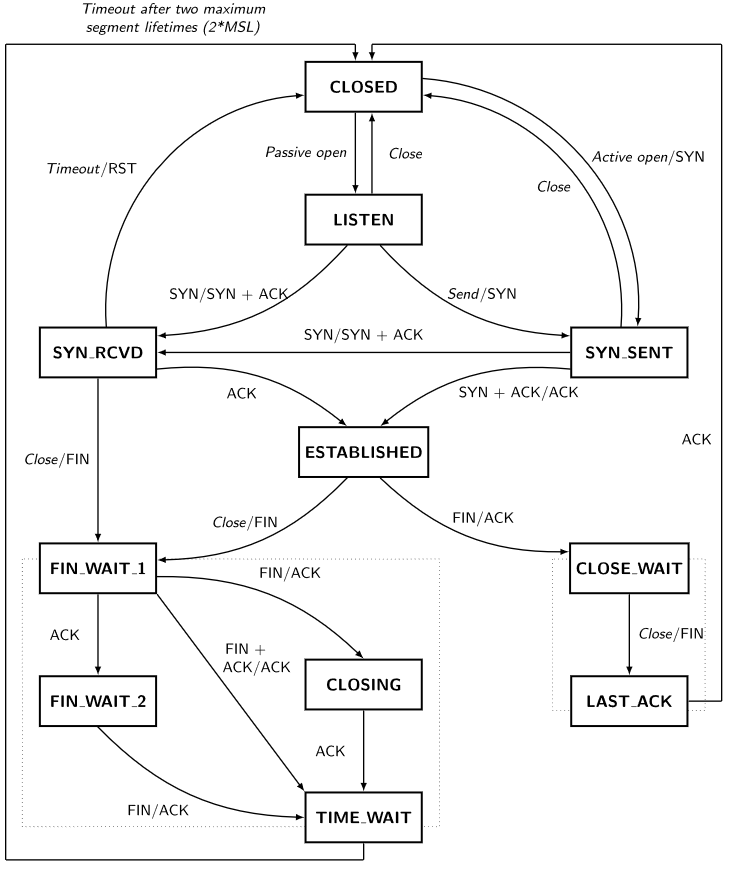 Timeout after two maximum
segment lifetimes (2*MSL)
CLOSED
Passive open
Close
Timeout/RST
Active open/SYN
Close
LISTEN
SYN/SYN + ACK
Send/SYN
SYN/SYN + ACK
SYN_RCVD
SYN_SENT
ACK
SYN + ACK/ACK
ESTABLISHED
ACK
Close/FIN
Close/FIN
FIN/ACK
FIN_WAIT_1
CLOSE_WAIT
FIN/ACK
ACK
FIN +
ACK/ACK
Close/FIN
CLOSING
FIN_WAIT_2
LAST_ACK
ACK
FIN/ACK
TIME_WAIT